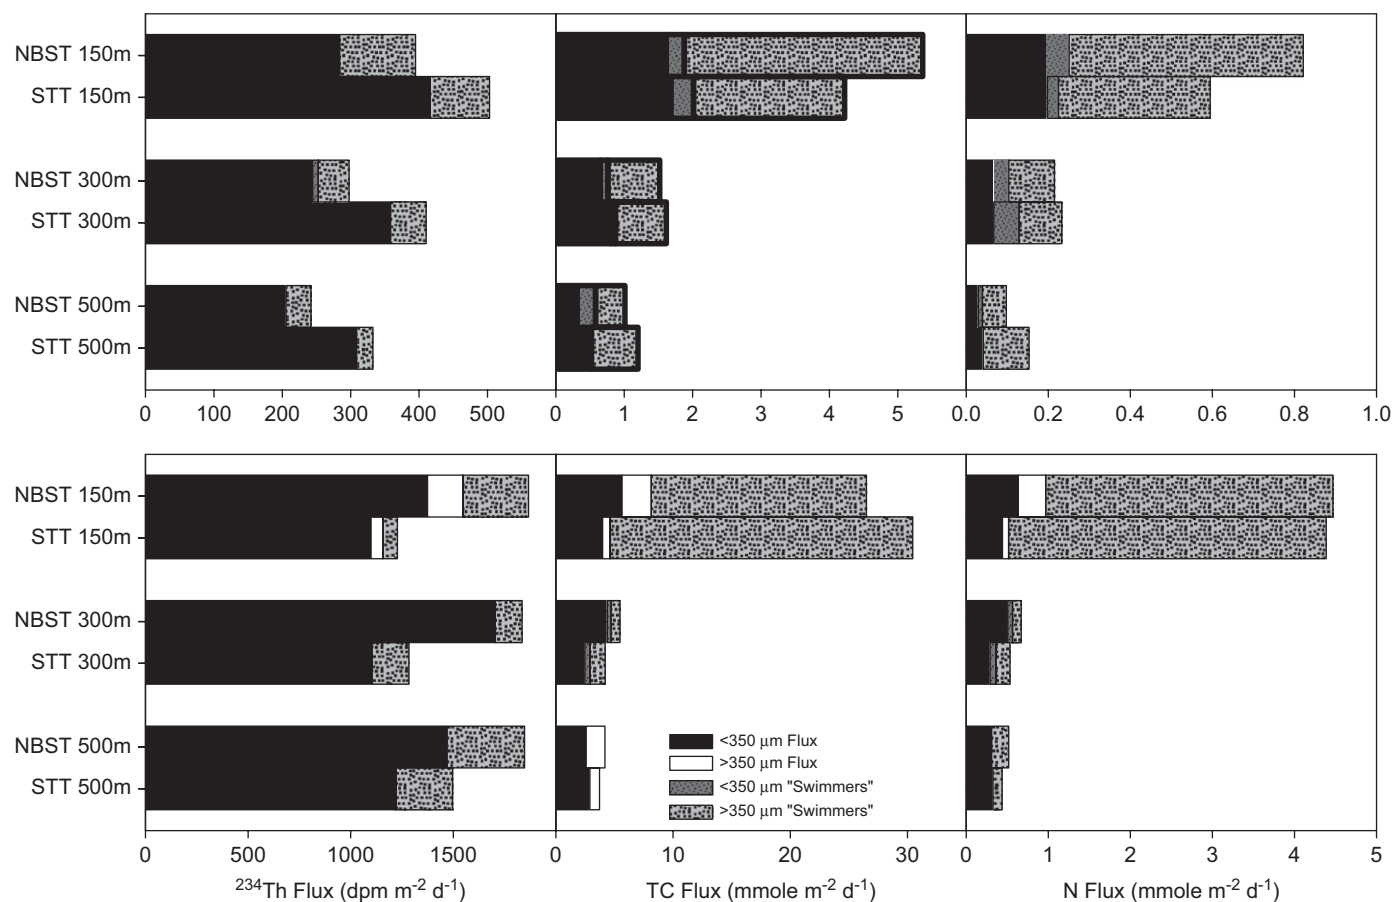 NBST 150m
STT 150m
NBST 300m
STT 300m
NBST 500m
STT 500m
0 100 200 300 400 500 0 1 2 3 4 5 0.0 0.2 0.4 0.6 0.8 1.0
NBST 150m
STT 150m
NBST 300m
STT 300m
NBST 500m
STT 500m
<350 µm Flux
>350 µm Flux
<350 µm "Swimmers"
>350 µm "Swimmers"
0 500 1000 1500 0 10 20 30 0 1 2 3 4 5
²³⁴Th Flux (dpm m⁻² d⁻¹) TC Flux (mmole m⁻² d⁻¹) N Flux (mmole m⁻² d⁻¹)